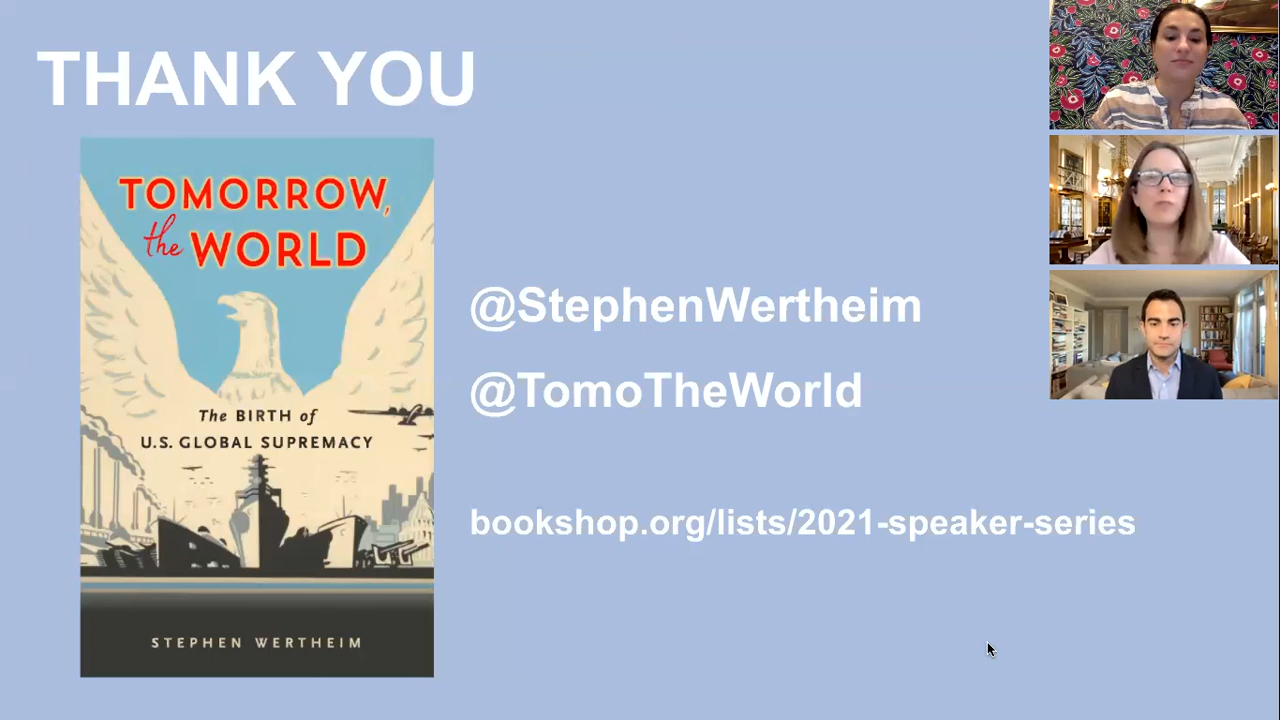 THANK YOU
TOMORROW,
the WORLD
The BIRTH of
U.S. GLOBAL SUPREMACY
STEPHEN WERTHEIM
@StephenWertheim
@TomoTheWorld
bookshop.org/lists/2021-speaker-series